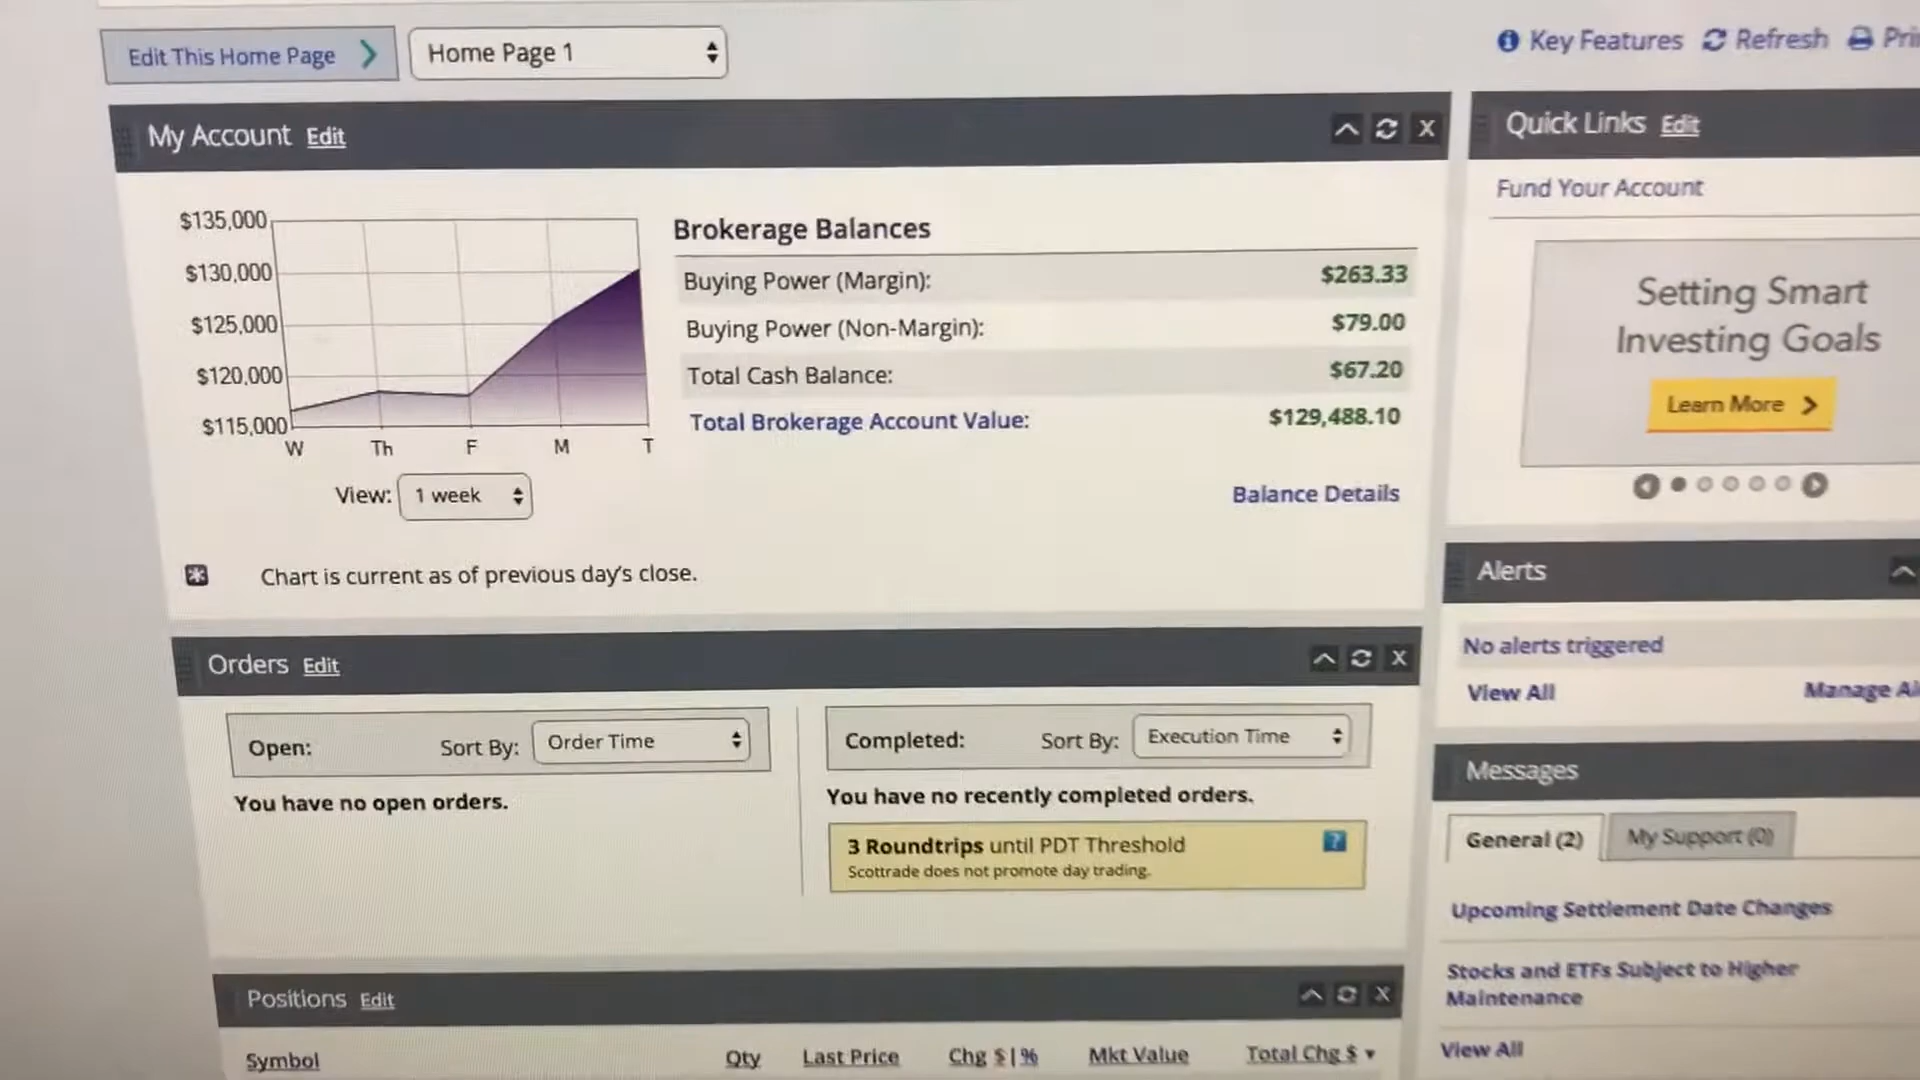 Edit This Home Page
Home Page 1
Key Features
Refresh
My Account Edit
X
$135,000
$130,000
$125,000
$120,000
$115,000
W Th F M T
View: 1 week
Chart is current as of previous day's close.
Brokerage Balances
Buying Power (Margin): $263.33
Buying Power (Non-Margin): $79.00
Total Cash Balance: $67.20
Total Brokerage Account Value: $129,488.10
Balance Details
Orders Edit
X
Open: Sort By: Order Time
You have no open orders.
Completed: Sort By: Execution Time
You have no recently completed orders.
3 Roundtrips until PDT Threshold ?
Scottrade does not promote day trading.
Positions Edit
X
Symbol Qty Last Price Chg $ | % Mkt Value Total Chg $
Quick Links Edit
Fund Your Account
Setting Smart
Investing Goals
Learn More
Alerts
No alerts triggered
View All Manage
Messages
General (2) My Support (0)
Upcoming Settlement Date Changes
Stocks and ETFs Subject to Higher
Maintenance
View All